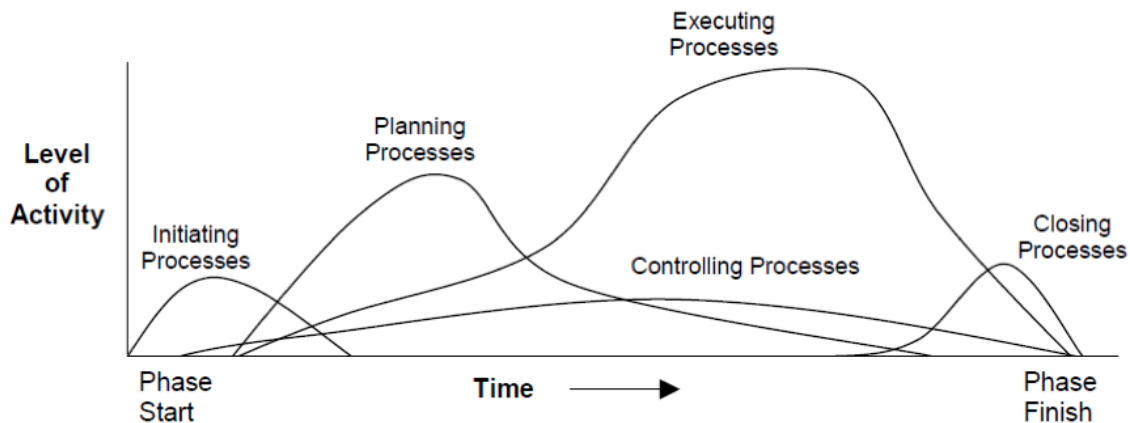 Executing
Processes
Planning
Processes
Level
of
Activity
Initiating
Processes
Closing
Processes
Controlling Processes
Phase
Start
Time
Phase
Finish